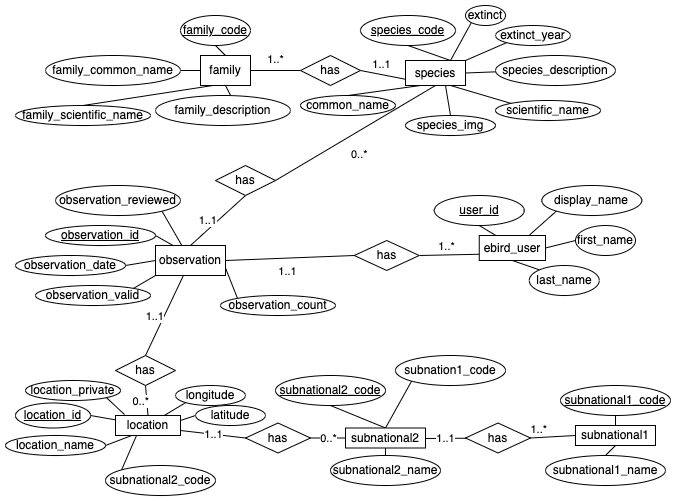 family_code
species_code
extinct
extinct_year
family_common_name
family
1..*
has
1..1
species
species_description
family_scientific_name
family_description
common_name
species_img
scientific_name
0..*
has
1..1
observation_reviewed
observation_id
observation_date
observation
observation_valid
observation_count
1..1
has
1..*
user_id
display_name
ebird_user
first_name
last_name
1..1
has
0..*
location_private
longitude
location_id
latitude
location
location_name
subnational2_code
1..1
has
0..*
subnational2_code
subnation1_code
subnational2
subnational2_name
1..1
has
1..*
subnational1_code
subnational1
subnational1_name